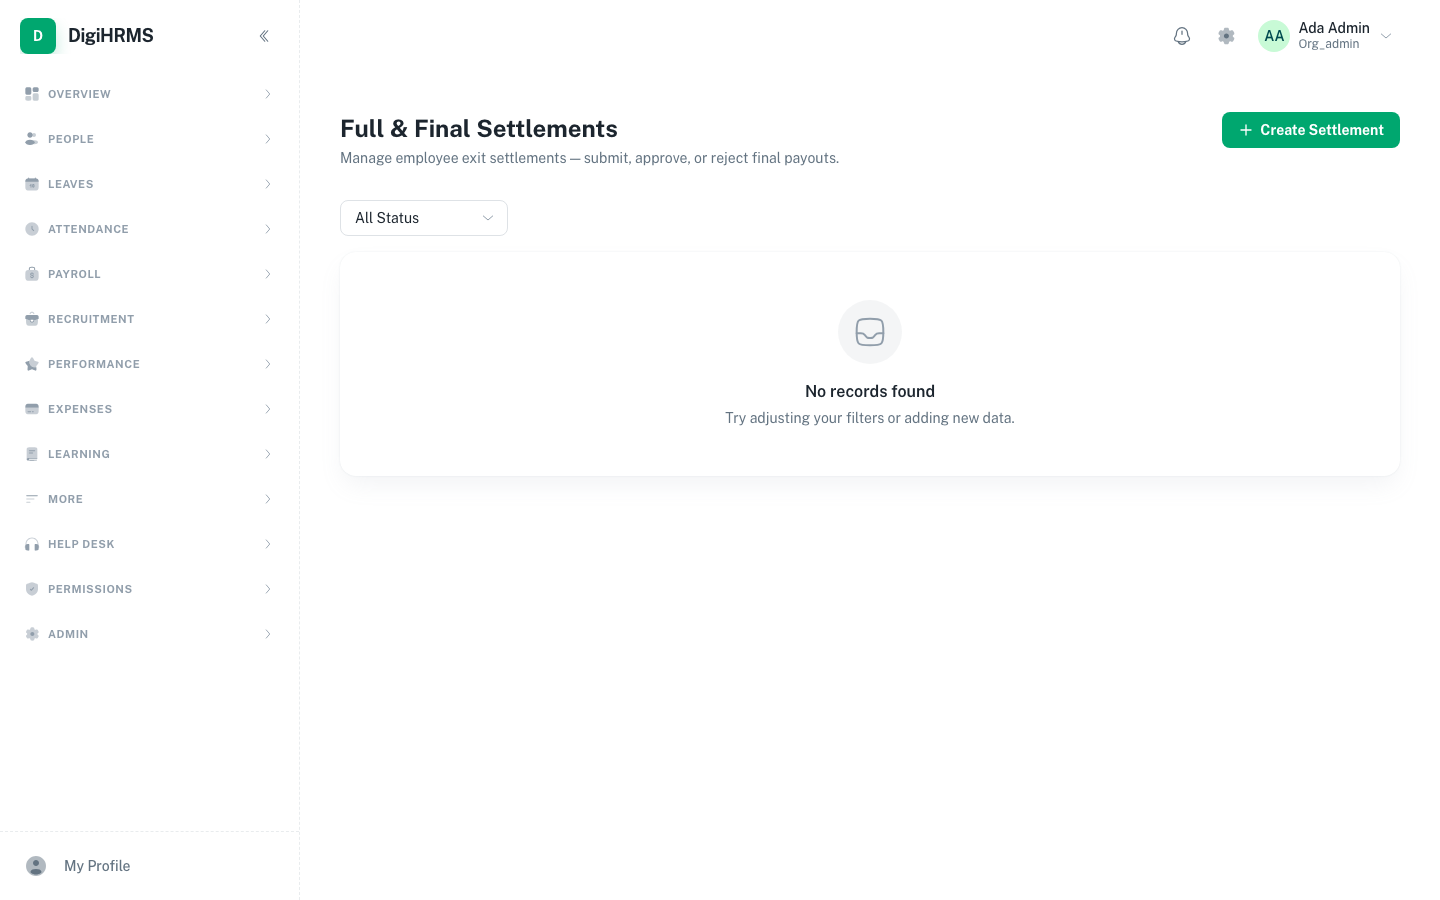 D
DigiHRMS
OVERVIEW
PEOPLE
LEAVES
ATTENDANCE
PAYROLL
RECRUITMENT
PERFORMANCE
EXPENSES
LEARNING
MORE
HELP DESK
PERMISSIONS
ADMIN
My Profile
AA
Ada Admin
Org_admin
Full & Final Settlements
Manage employee exit settlements — submit, approve, or reject final payouts.
Create Settlement
All Status
No records found
Try adjusting your filters or adding new data.